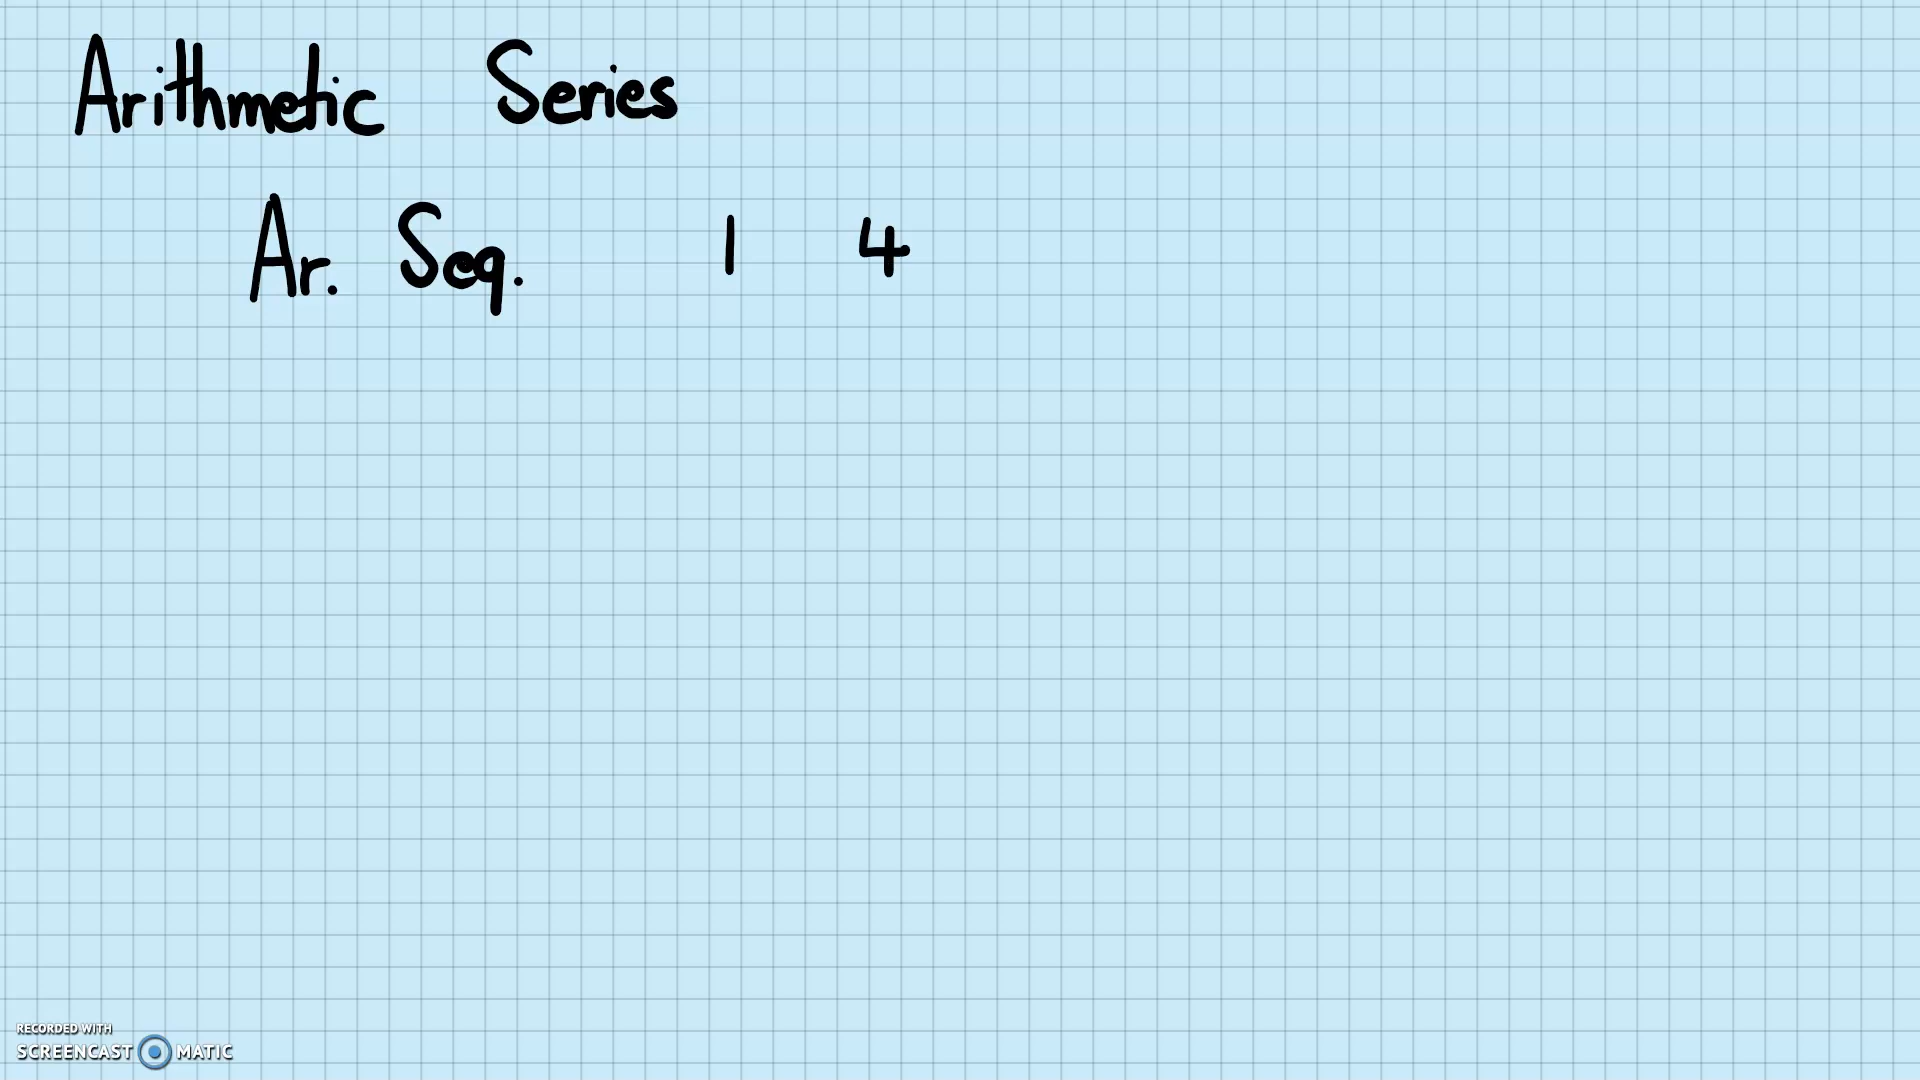 Arithmetic Series
Ar. Seq. 1 4
RECORDED WITH
SCREENCAST MATIC